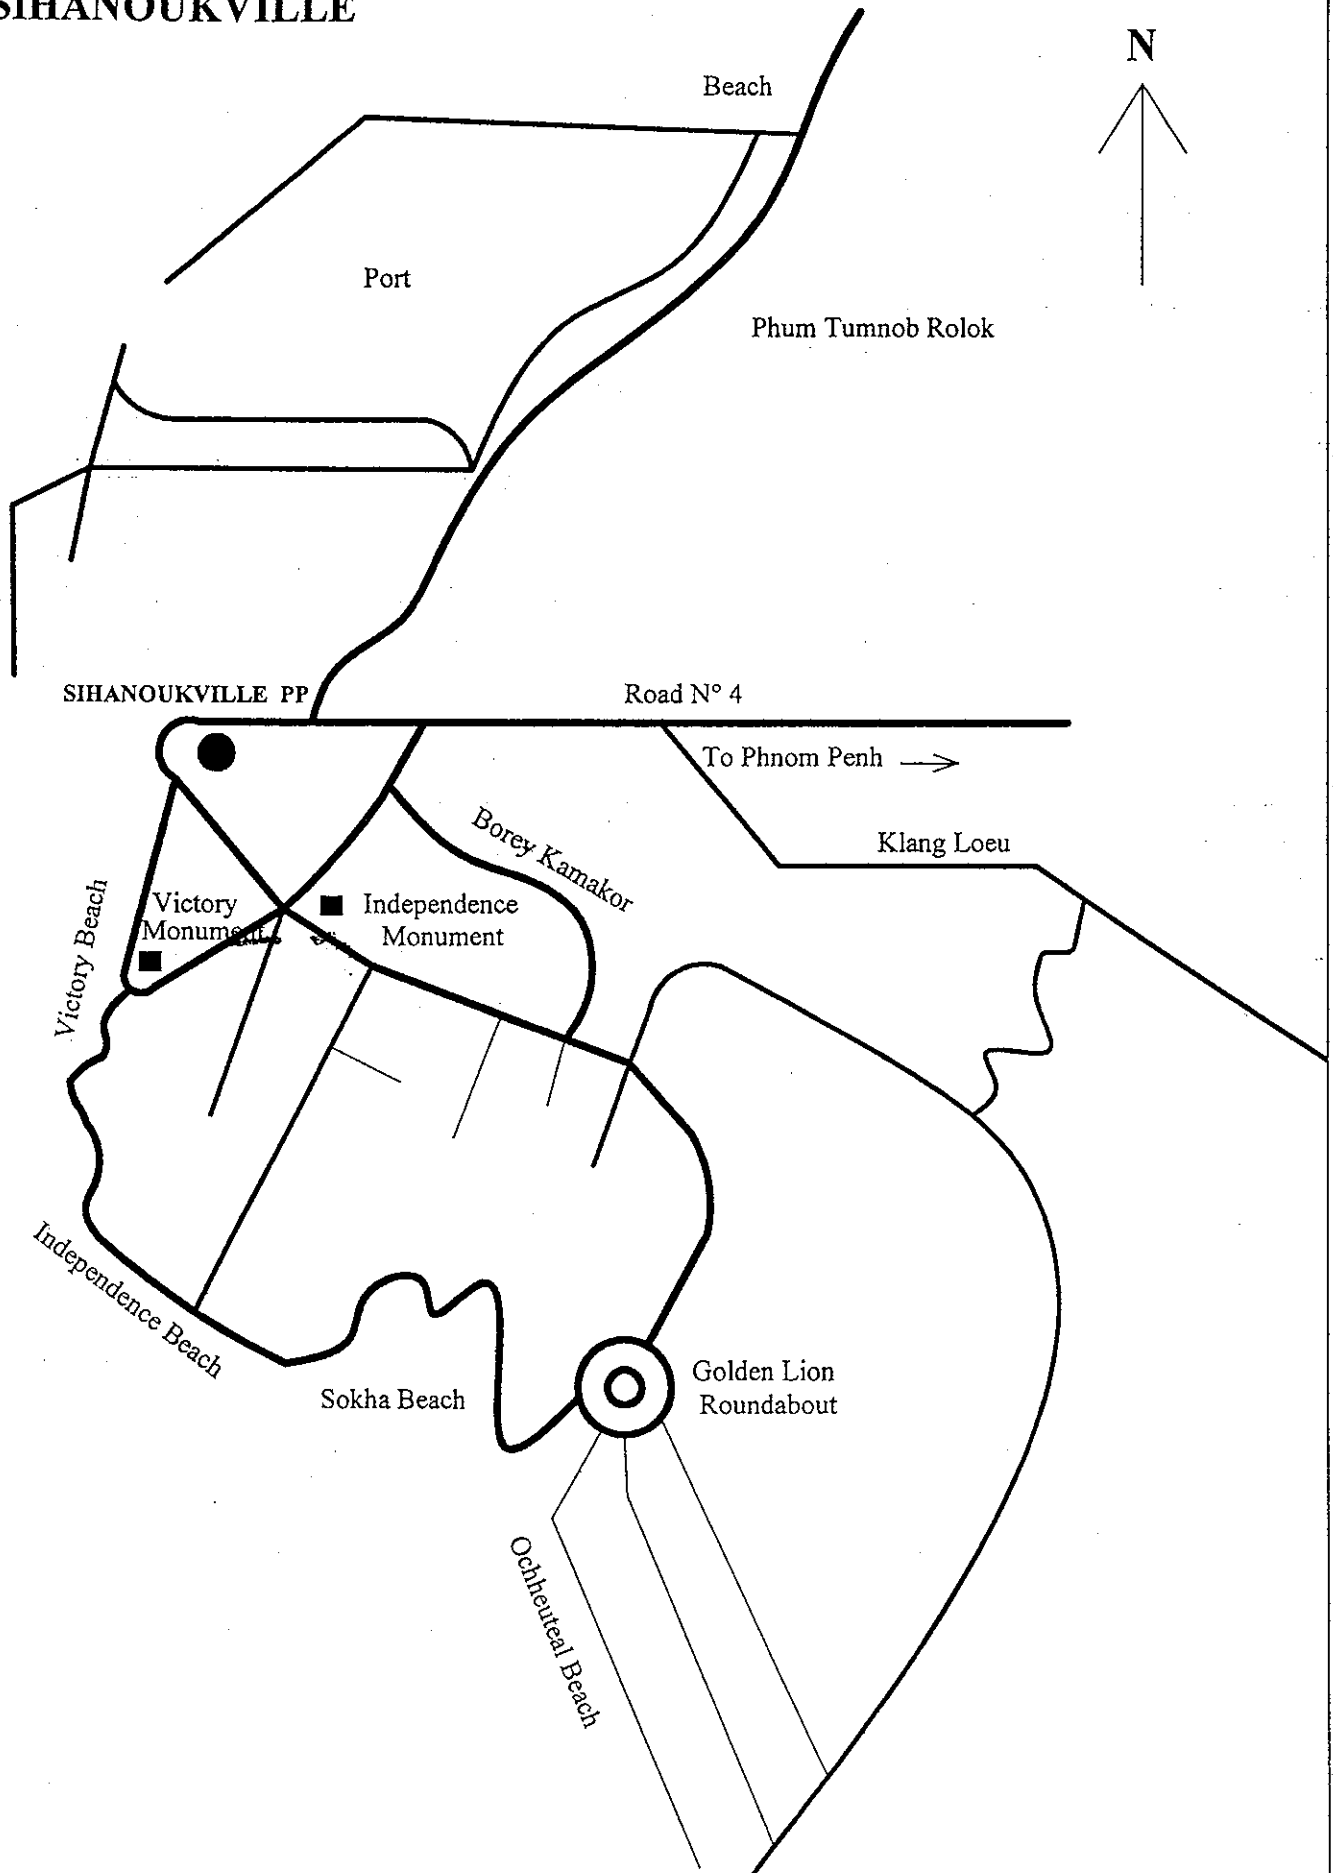 SIHANOUKVILLE
N
Beach
Port
Phum Tumnob Rolok
SIHANOUKVILLE PP
Road N° 4
To Phnom Penh
Borey Kamakor
Klang Loeu
Victory
Monument
Independence
Monument
Victory Beach
Independence Beach
Sokha Beach
Golden Lion
Roundabout
Ochheuteal Beach